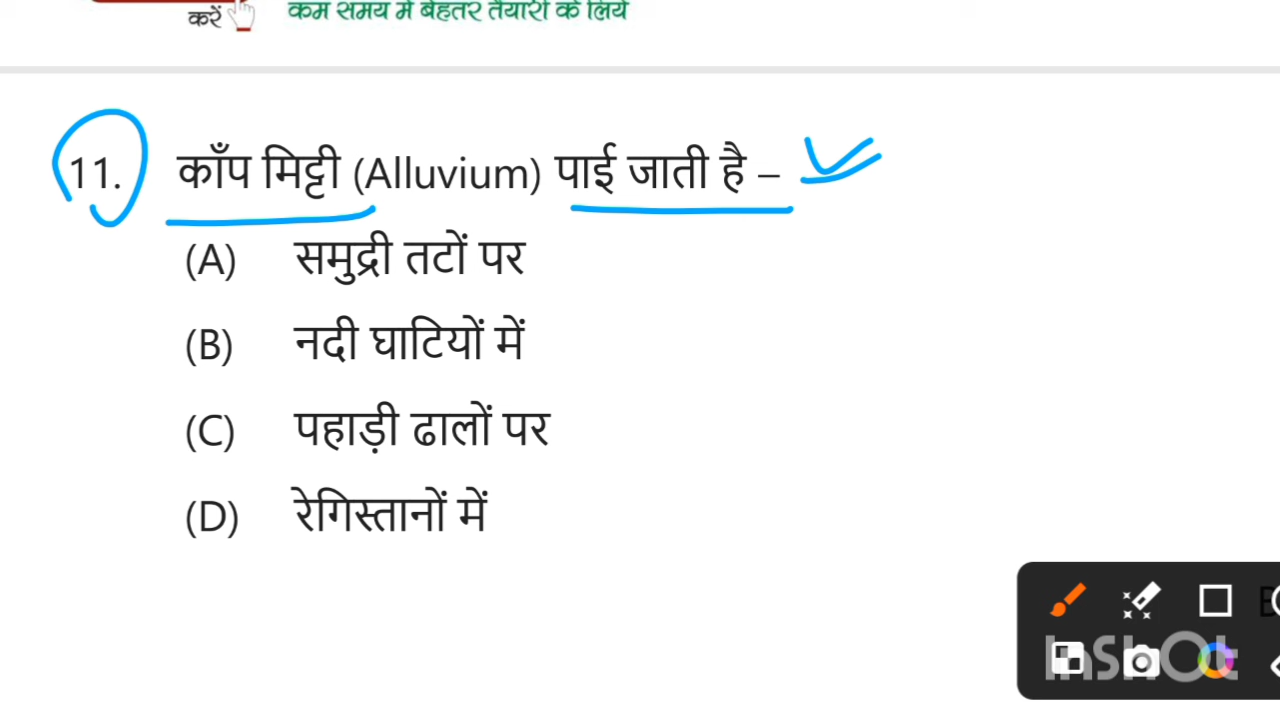 करें कम समय में बेहतर तैयारी के लिये
11. काँप मिट्टी (Alluvium) पाई जाती है –
(A) समुद्री तटों पर
(B) नदी घाटियों में
(C) पहाड़ी ढालों पर
(D) रेगिस्तानों में
InShOt